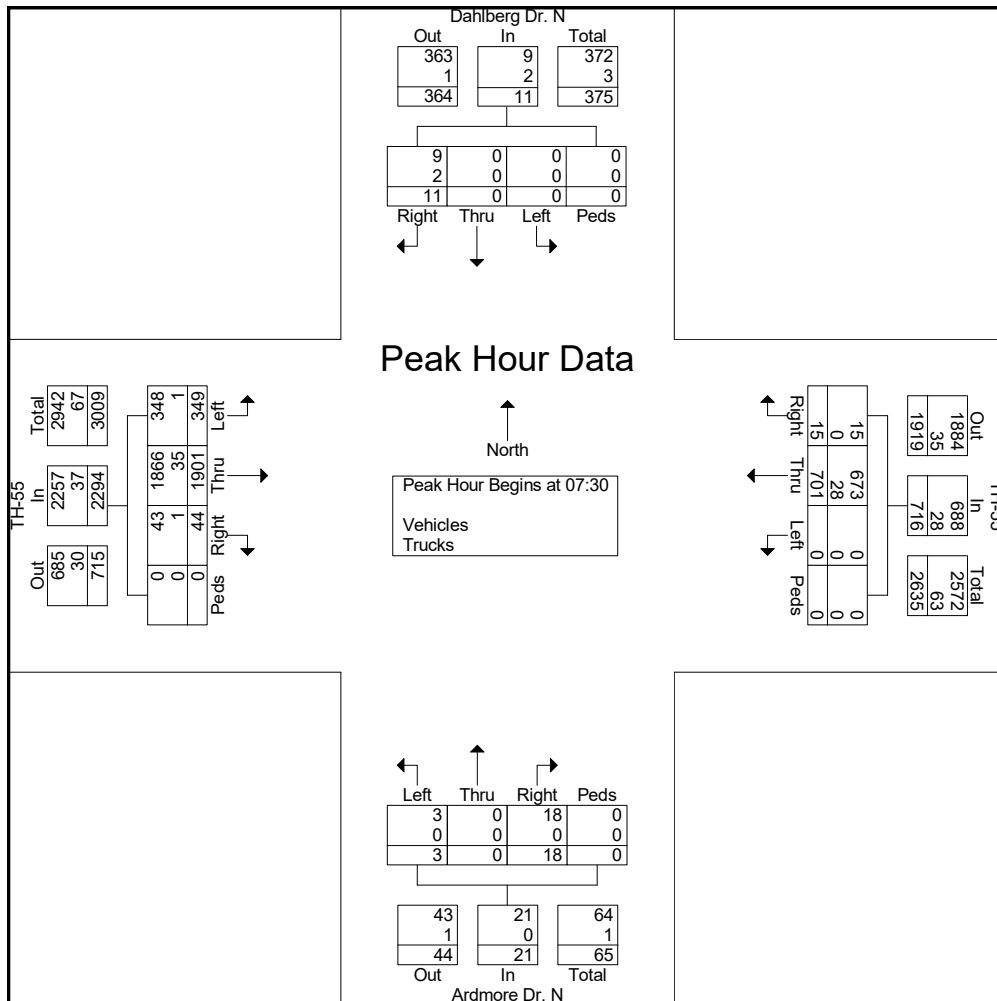 Dahlberg Dr. N
Out In Total
363 9 372
1 2 3
364 11 375
9 0 0 0
2 0 0 0
11 0 0 0
Right Thru Left Peds
Peak Hour Data
North
Peak Hour Begins at 07:30
Vehicles
Trucks
TH-55
Out In Total
685 2257 2942
30 37 67
715 2294 3009
348 1866 43 0
1 35 1 0
349 1901 44 0
Left Thru Right Peds
Out In Total
1884 688 2572
35 28 63
1919 716 2635
15 673 0 0
0 28 0 0
15 701 0 0
Right Thru Left Peds
Left Thru Right Peds
3 0 18 0
0 0 0 0
3 0 18 0
43 21 64
1 0 1
44 21 65
Out In Total
Ardmore Dr. N